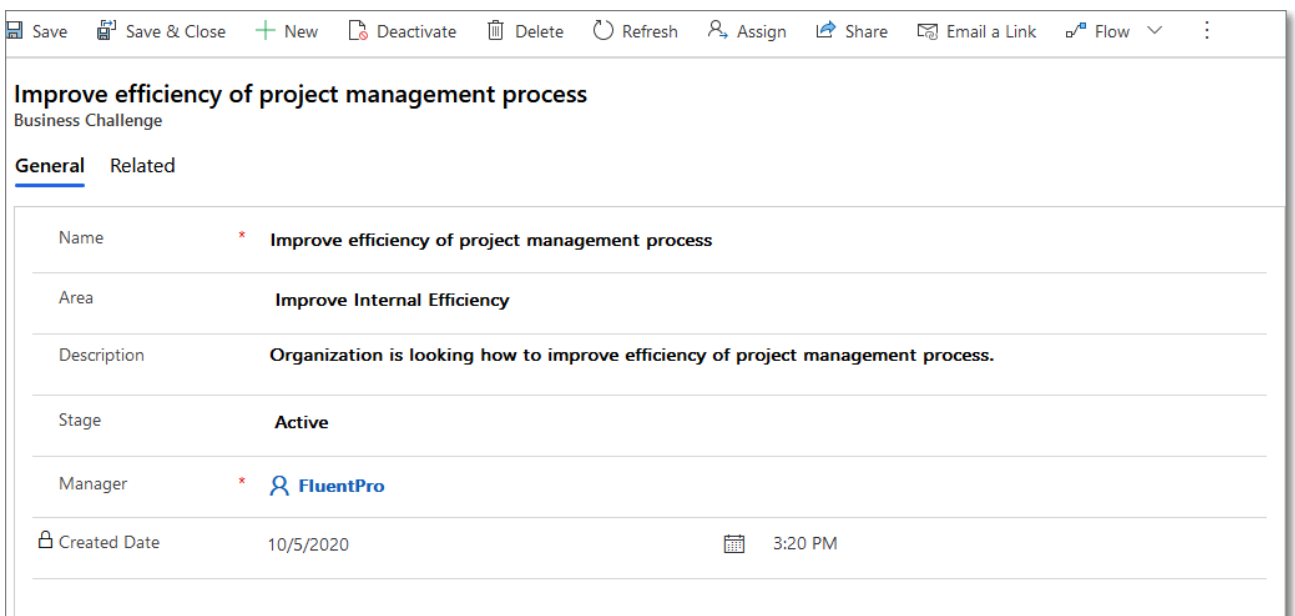 Save Save & Close New Deactivate Delete Refresh Assign Share Email a Link Flow
Improve efficiency of project management process
Business Challenge
General Related
Name * Improve efficiency of project management process
Area Improve Internal Efficiency
Description Organization is looking how to improve efficiency of project management process.
Stage Active
Manager * FluentPro
Created Date 10/5/2020 3:20 PM